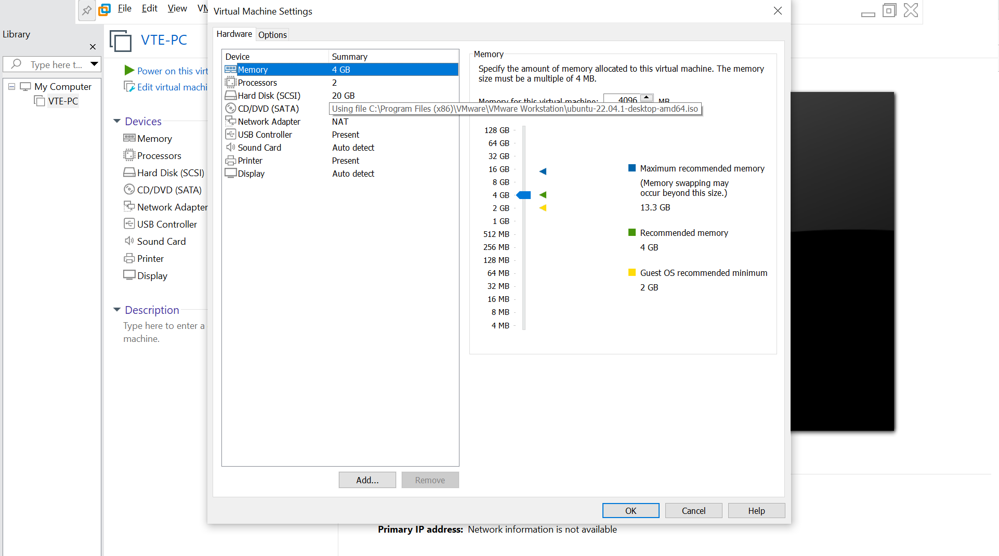 File Edit View VM
Library
Type here t...
My Computer
VTE-PC
VTE-PC
Power on this virt
Edit virtual machi
Devices
Memory
Processors
Hard Disk (SCSI)
CD/DVD (SATA)
Network Adapter
USB Controller
Sound Card
Printer
Display
Description
Type here to enter a
machine.
Virtual Machine Settings
Hardware Options
Device Summary
Memory 4 GB
Processors 2
Hard Disk (SCSI) 20 GB
CD/DVD (SATA) Using file C:\Program Files (x86)\VMware\VMware Workstation\ubuntu-22.04.1-desktop-amd64.iso
Network Adapter NAT
USB Controller Present
Sound Card Auto detect
Printer Present
Display Auto detect
Add... Remove
Memory
Specify the amount of memory allocated to this virtual machine. The memory
size must be a multiple of 4 MB.
Memory for this virtual machine: 4096 MB
128 GB
64 GB
32 GB
16 GB
8 GB
4 GB
2 GB
1 GB
512 MB
256 MB
128 MB
64 MB
32 MB
16 MB
8 MB
4 MB
Maximum recommended memory
(Memory swapping may
occur beyond this size.)
13.3 GB
Recommended memory
4 GB
Guest OS recommended minimum
2 GB
OK Cancel Help
Primary IP address: Network information is not available